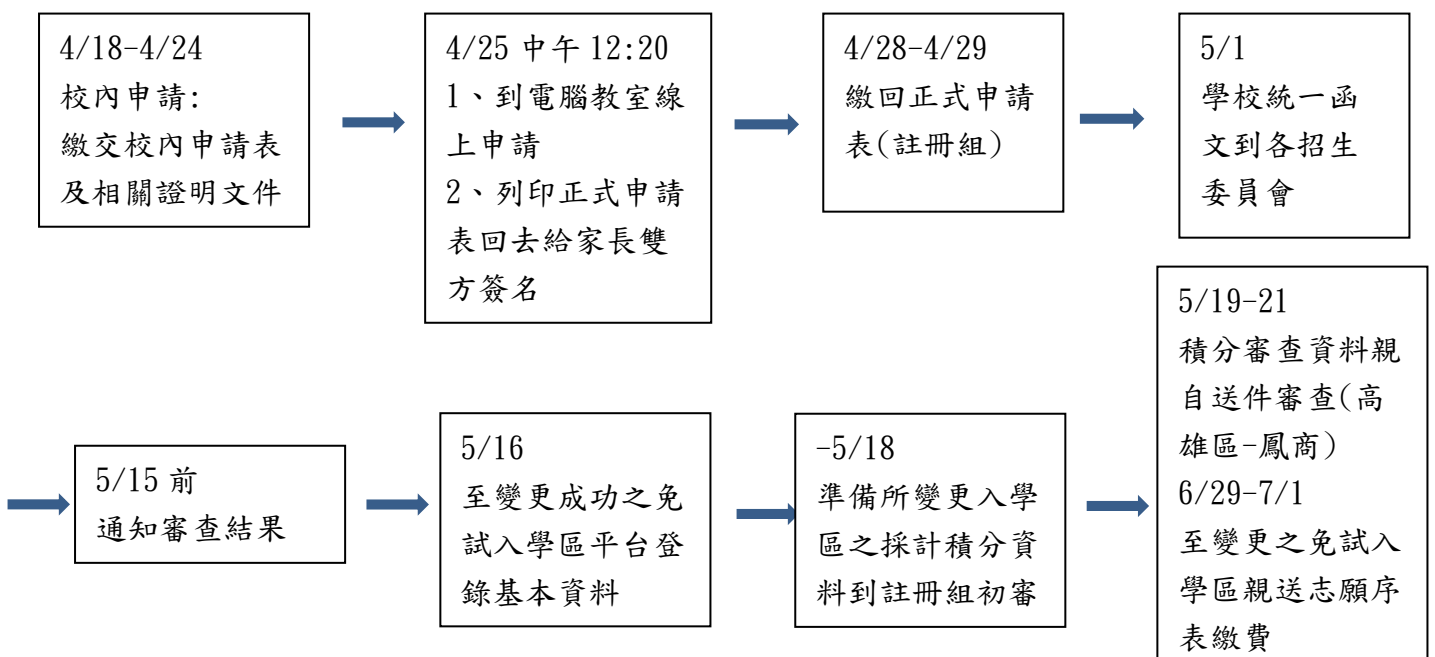 4/18-4/24
校內申請:
繳交校內申請表
及相關證明文件
4/25 中午 12:20
1、到電腦教室線
上申請
2、列印正式申請
表回去給家長雙
方簽名
4/28-4/29
繳回正式申請
表(註冊組)
5/1
學校統一函
文到各招生
委員會
5/15 前
通知審查結果
5/16
至變更成功之免
試入學區平台登
錄基本資料
-5/18
準備所變更入學
區之採計積分資
料到註冊組初審
5/19-21
積分審查資料親
自送件審查(高
雄區-鳳商)
6/29-7/1
至變更之免試入
學區親送志願序
表繳費